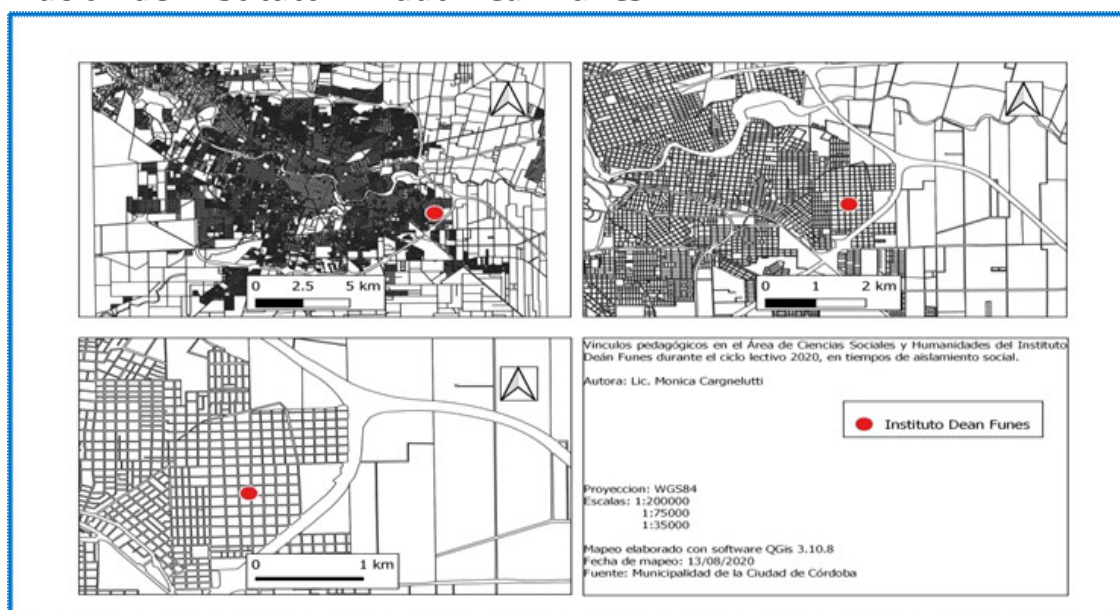 0 2.5 5 km
0 1 2 km
0 1 km
Vínculos pedagógicos en el Área de Ciencias Sociales y Humanidades del Instituto
Deán Funes durante el ciclo lectivo 2020, en tiempos de aislamiento social.
Autora: Lic. Monica Cargnelutti
Instituto Dean Funes
Proyeccion: WGS84
Escalas: 1:200000
1:75000
1:35000
Mapeo elaborado con software QGis 3.10.8
Fecha de mapeo: 13/08/2020
Fuente: Municipalidad de la Ciudad de Córdoba